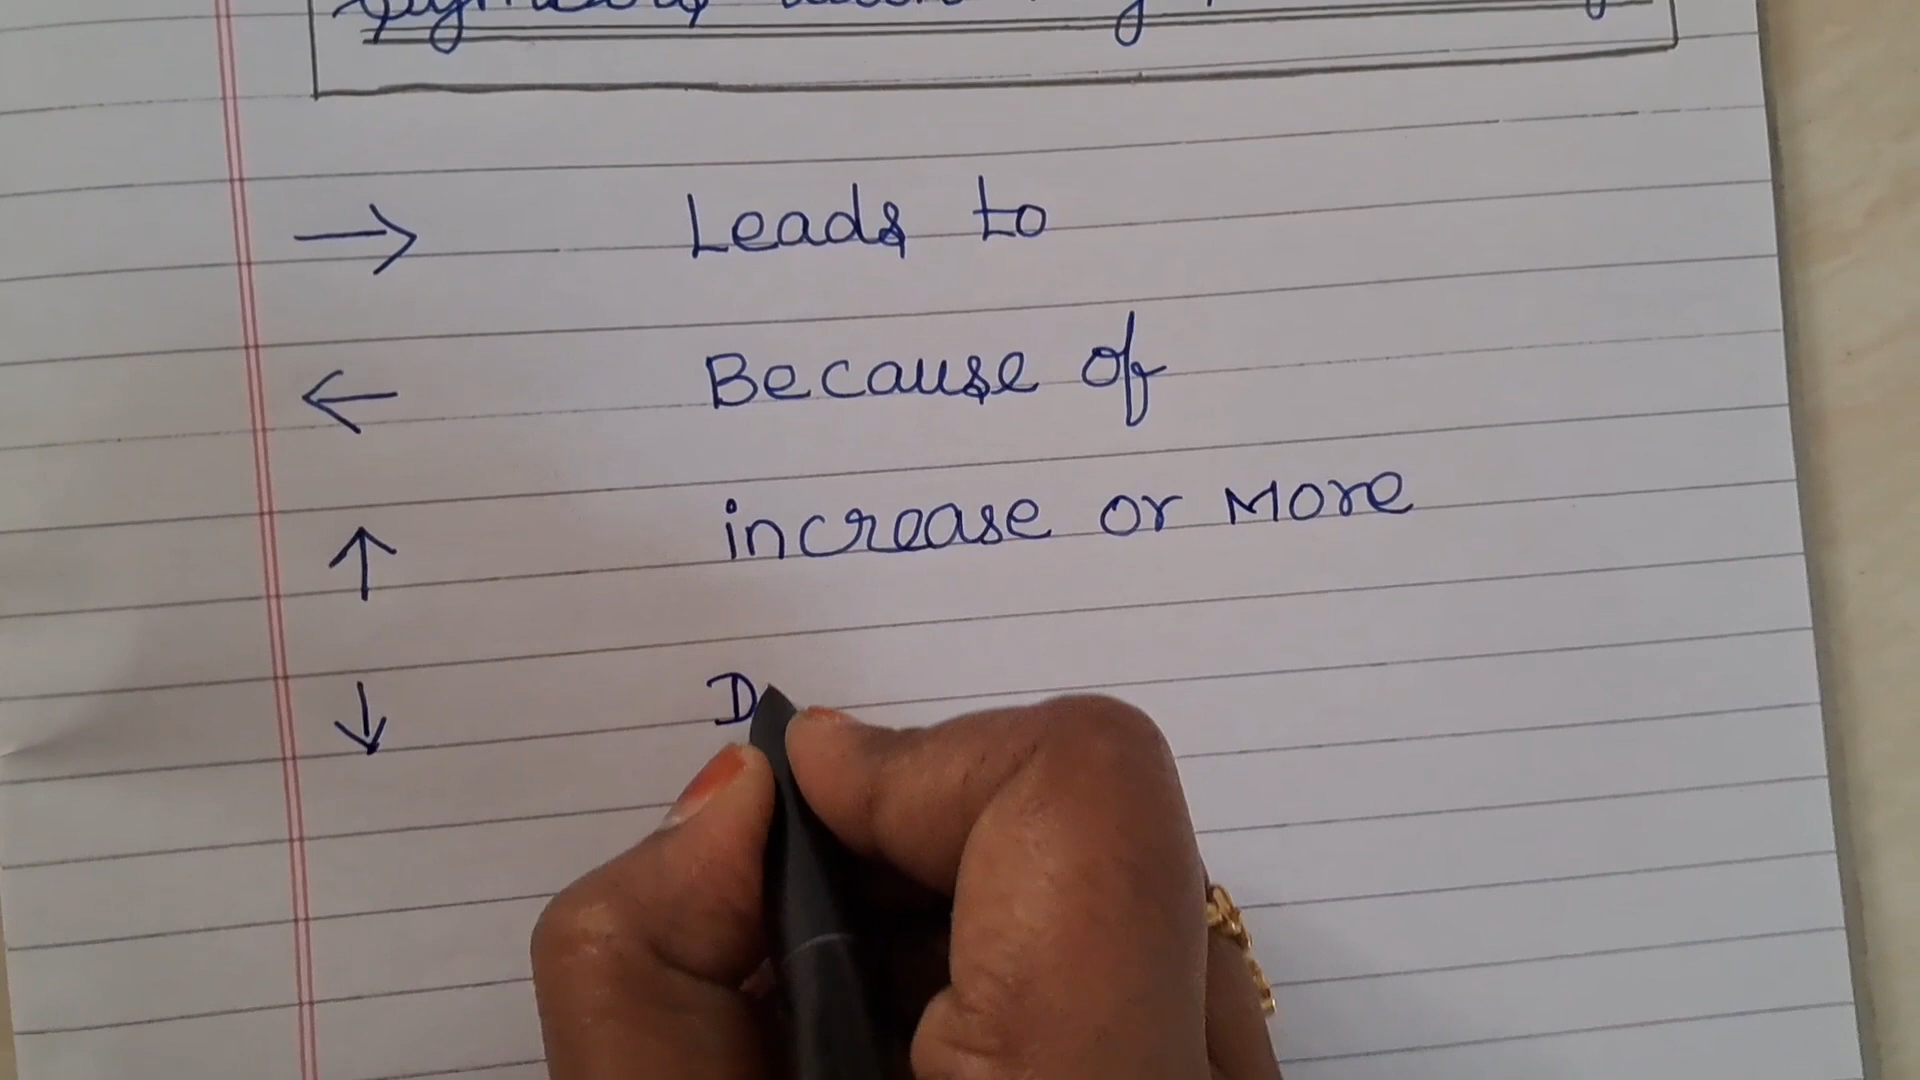 → Leads to
← Because of
↑ increase or More
↓ D